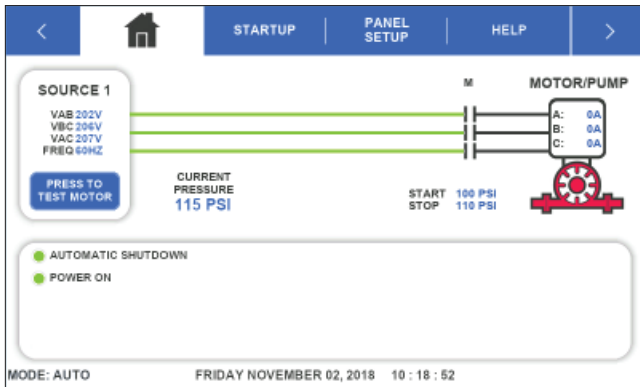 STARTUP
PANEL
SETUP
HELP
SOURCE 1
VAB 202V
VBC 206V
VAC 207V
FREQ 60HZ
PRESS TO
TEST MOTOR
CURRENT
PRESSURE
115 PSI
M
MOTOR/PUMP
A: 0A
B: 0A
C: 0A
START 100 PSI
STOP 110 PSI
AUTOMATIC SHUTDOWN
POWER ON
MODE: AUTO
FRIDAY NOVEMBER 02, 2018 10 : 18 : 52